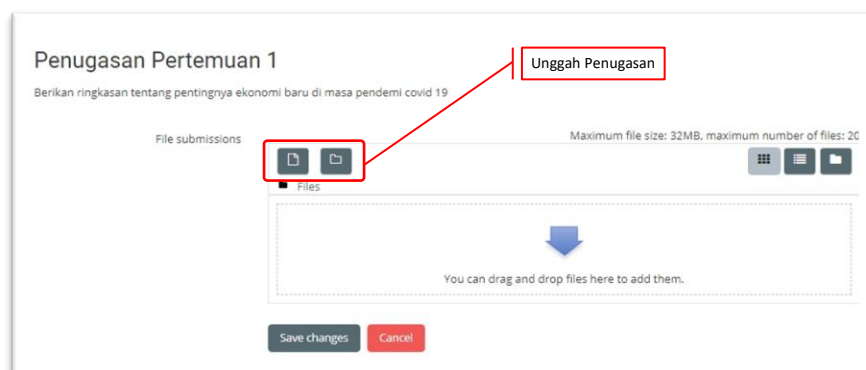 Penugasan Pertemuan 1
Unggah Penugasan
Berikan ringkasan tentang pentingnya ekonomi baru di masa pendemi covid 19
File submissions
Maximum file size: 32MB, maximum number of files: 20
Files
You can drag and drop files here to add them.
Save changes
Cancel